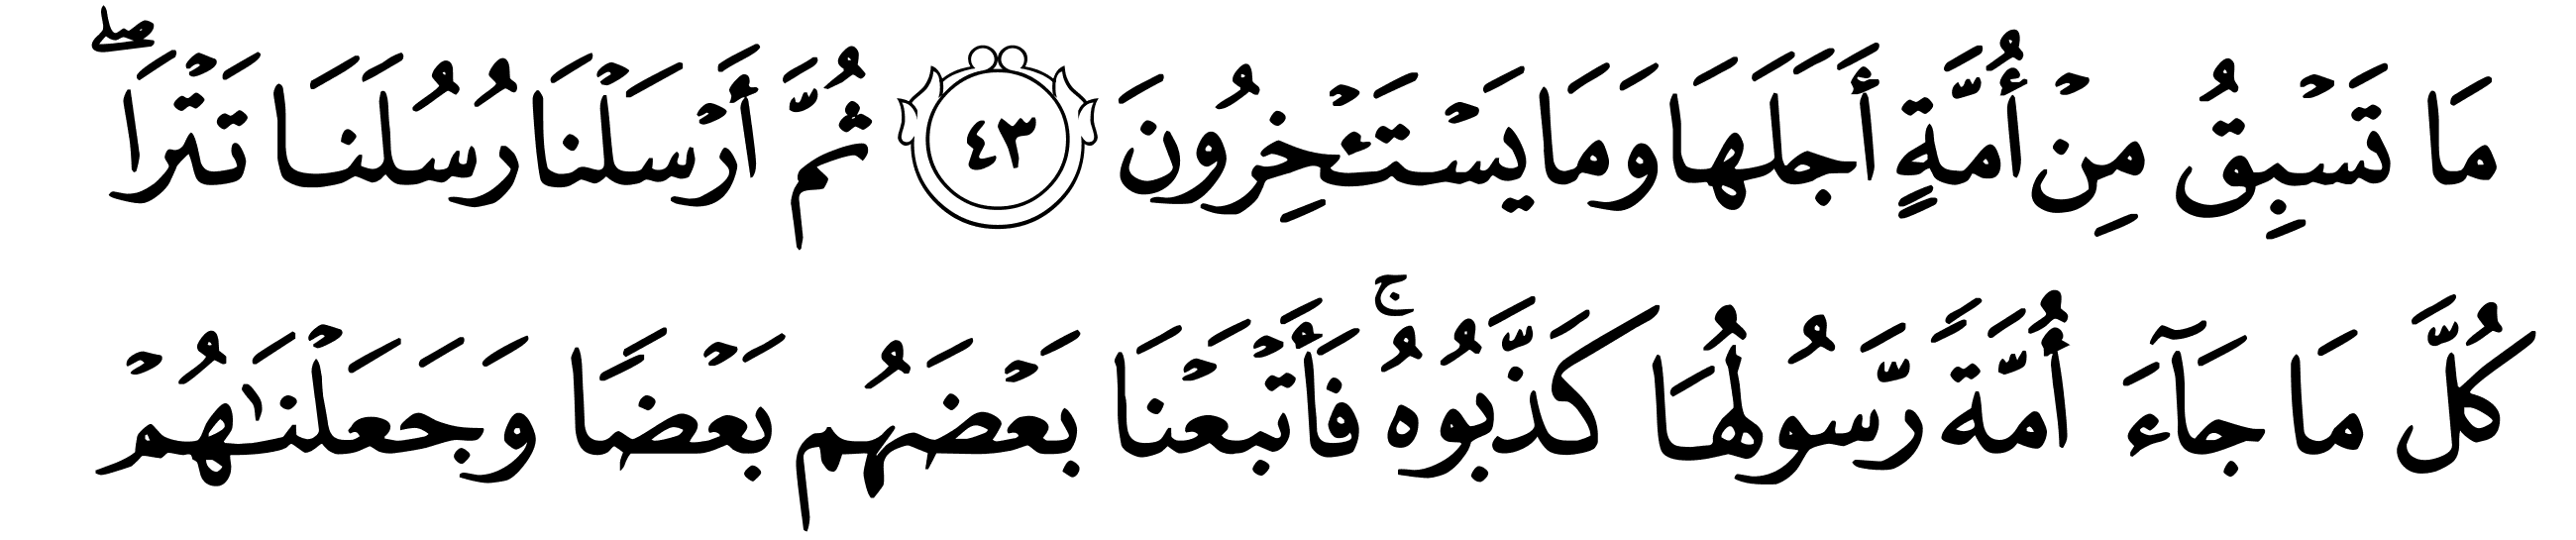 مَا تَسۡبِقُ مِنۡ أُمَّةٍ أَجَلَهَا وَمَا يَسۡتَـٔۡخِرُونَ ٤٣ ثُمَّ أَرۡسَلۡنَا رُسُلَنَا تَتۡرَاۖ
كُلَّ مَا جَآءَ أُمَّةٗ رَّسُولُهَا كَذَّبُوهُۚ فَأَتۡبَعۡنَا بَعۡضَهُم بَعۡضٗا وَجَعَلۡنَٰهُمۡ